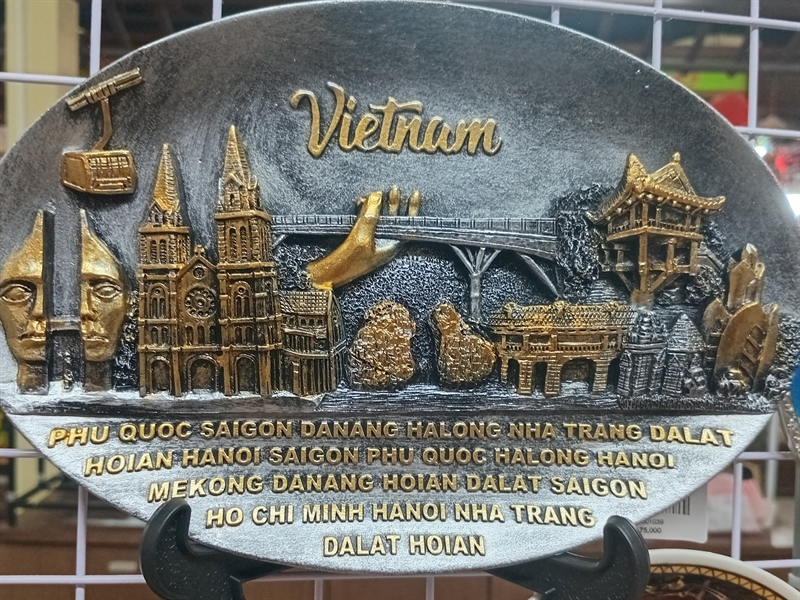 Vietnam
PHU QUOC SAIGON DANANG HALONG NHA TRANG DALAT
HOIAN HANOI SAIGON PHU QUOC HALONG HANOI
MEKONG DANANG HOIAN DALAT SAIGON
HO CHI MINH HANOI NHA TRANG
DALAT HOIAN